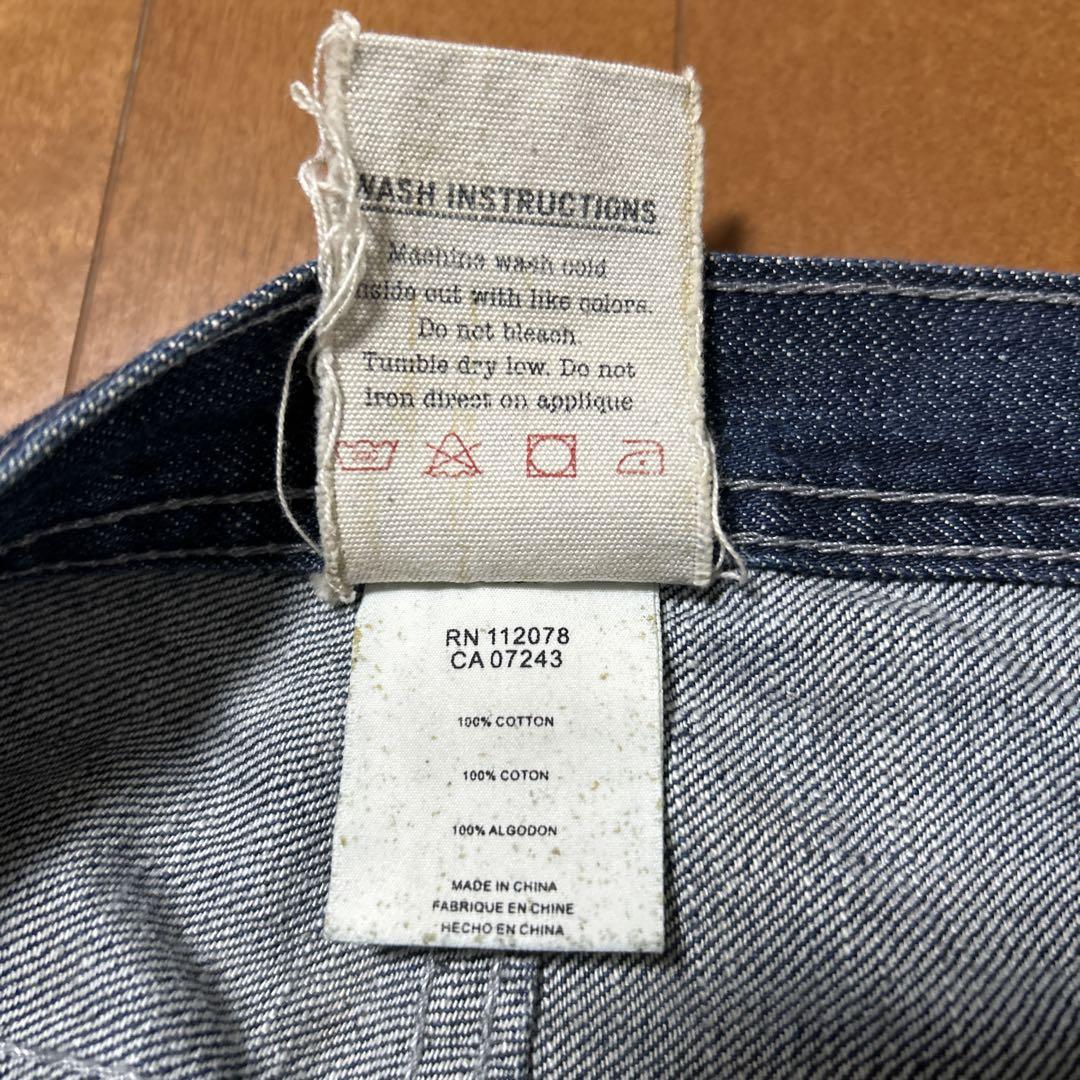 WASH INSTRUCTIONS
Machine wash cold
inside out with like colors.
Do not bleach.
Tumble dry low. Do not
iron direct on applique
RN 112078
CA 07243
100% COTTON
100% COTON
100% ALGODON
MADE IN CHINA
FABRIQUE EN CHINE
HECHO EN CHINA